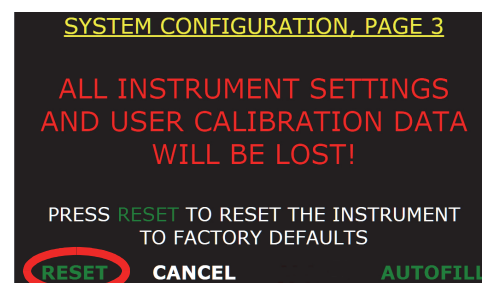 SYSTEM CONFIGURATION, PAGE 3
ALL INSTRUMENT SETTINGS
AND USER CALIBRATION DATA
WILL BE LOST!
PRESS RESET TO RESET THE INSTRUMENT
TO FACTORY DEFAULTS
RESET CANCEL AUTOFILL